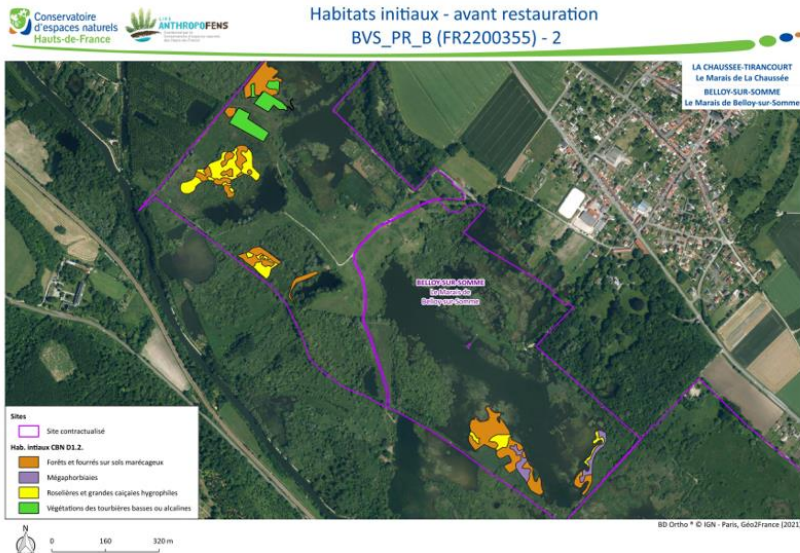 Conservatoire
d'espaces naturels
Hauts-de-France
LIFE
ANTHROPOFENS
Habitats initiaux - avant restauration
BVS_PR_B (FR2200355) - 2
LA CHAUSSEE-TIRANCOURT
Le Marais de La Chaussée
BELLOY-SUR-SOMME
Le Marais de Belloy-sur-Somme
BELLOY-SUR-SOMME
Le Marais de
Belloy-sur-Somme
Sites
Site contractualisé
Hab. intiaux CBN D1.2.
Forêts et fourrés sur sols marécageux
Mégaphorbiaies
Roselières et grandes cariçaies hygrophiles
Végétations des tourbières basses ou alcalines
BD Ortho ® © IGN - Paris, Géo2France (2021)
N
0 160 320 m